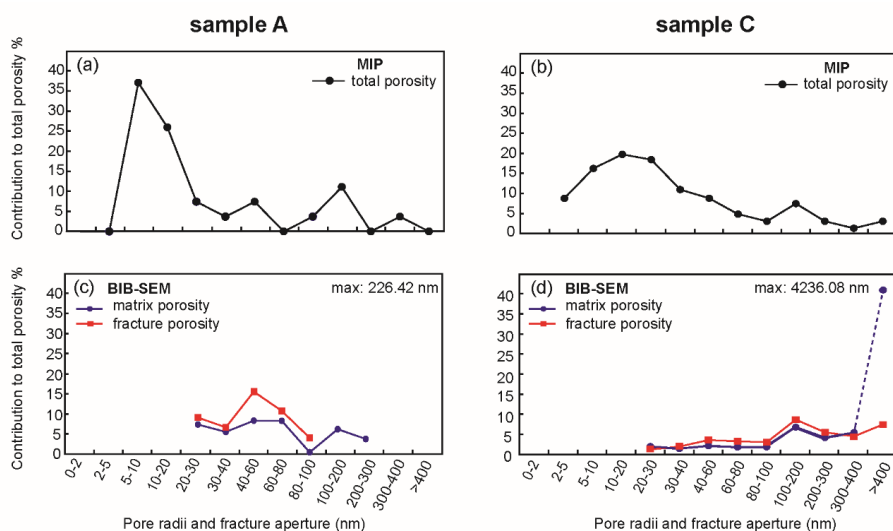 sample A
sample C
(a)
MIP
total porosity
Contribution to total porosity %
40
35
30
25
20
15
10
5
0
(b)
MIP
total porosity
40
35
30
25
20
15
10
5
0
(c)
BIB-SEM
max: 226.42 nm
matrix porosity
fracture porosity
Contribution to total porosity %
40
35
30
25
20
15
10
5
0
0-2
2-5
5-10
10-20
20-30
30-40
40-60
60-80
80-100
100-200
200-300
300-400
>400
Pore radii and fracture aperture (nm)
(d)
BIB-SEM
max: 4236.08 nm
matrix porosity
fracture porosity
40
35
30
25
20
15
10
5
0
0-2
2-5
5-10
10-20
20-30
30-40
40-60
60-80
80-100
100-200
200-300
300-400
>400
Pore radii and fracture aperture (nm)